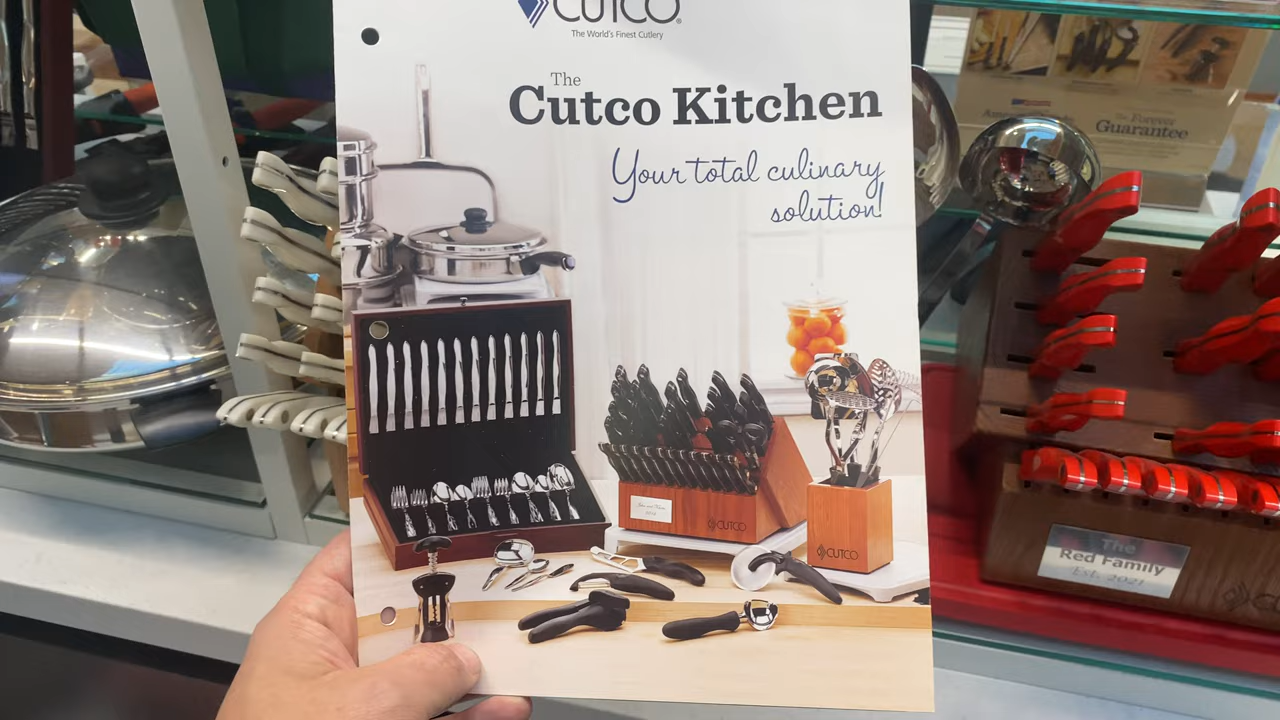 CUTCO
The World's Finest Cutlery
The
Cutco Kitchen
Your total culinary
solution!
CUTCO
CUTCO
The Forever
Guarantee
The
Red Family
Est. 2021